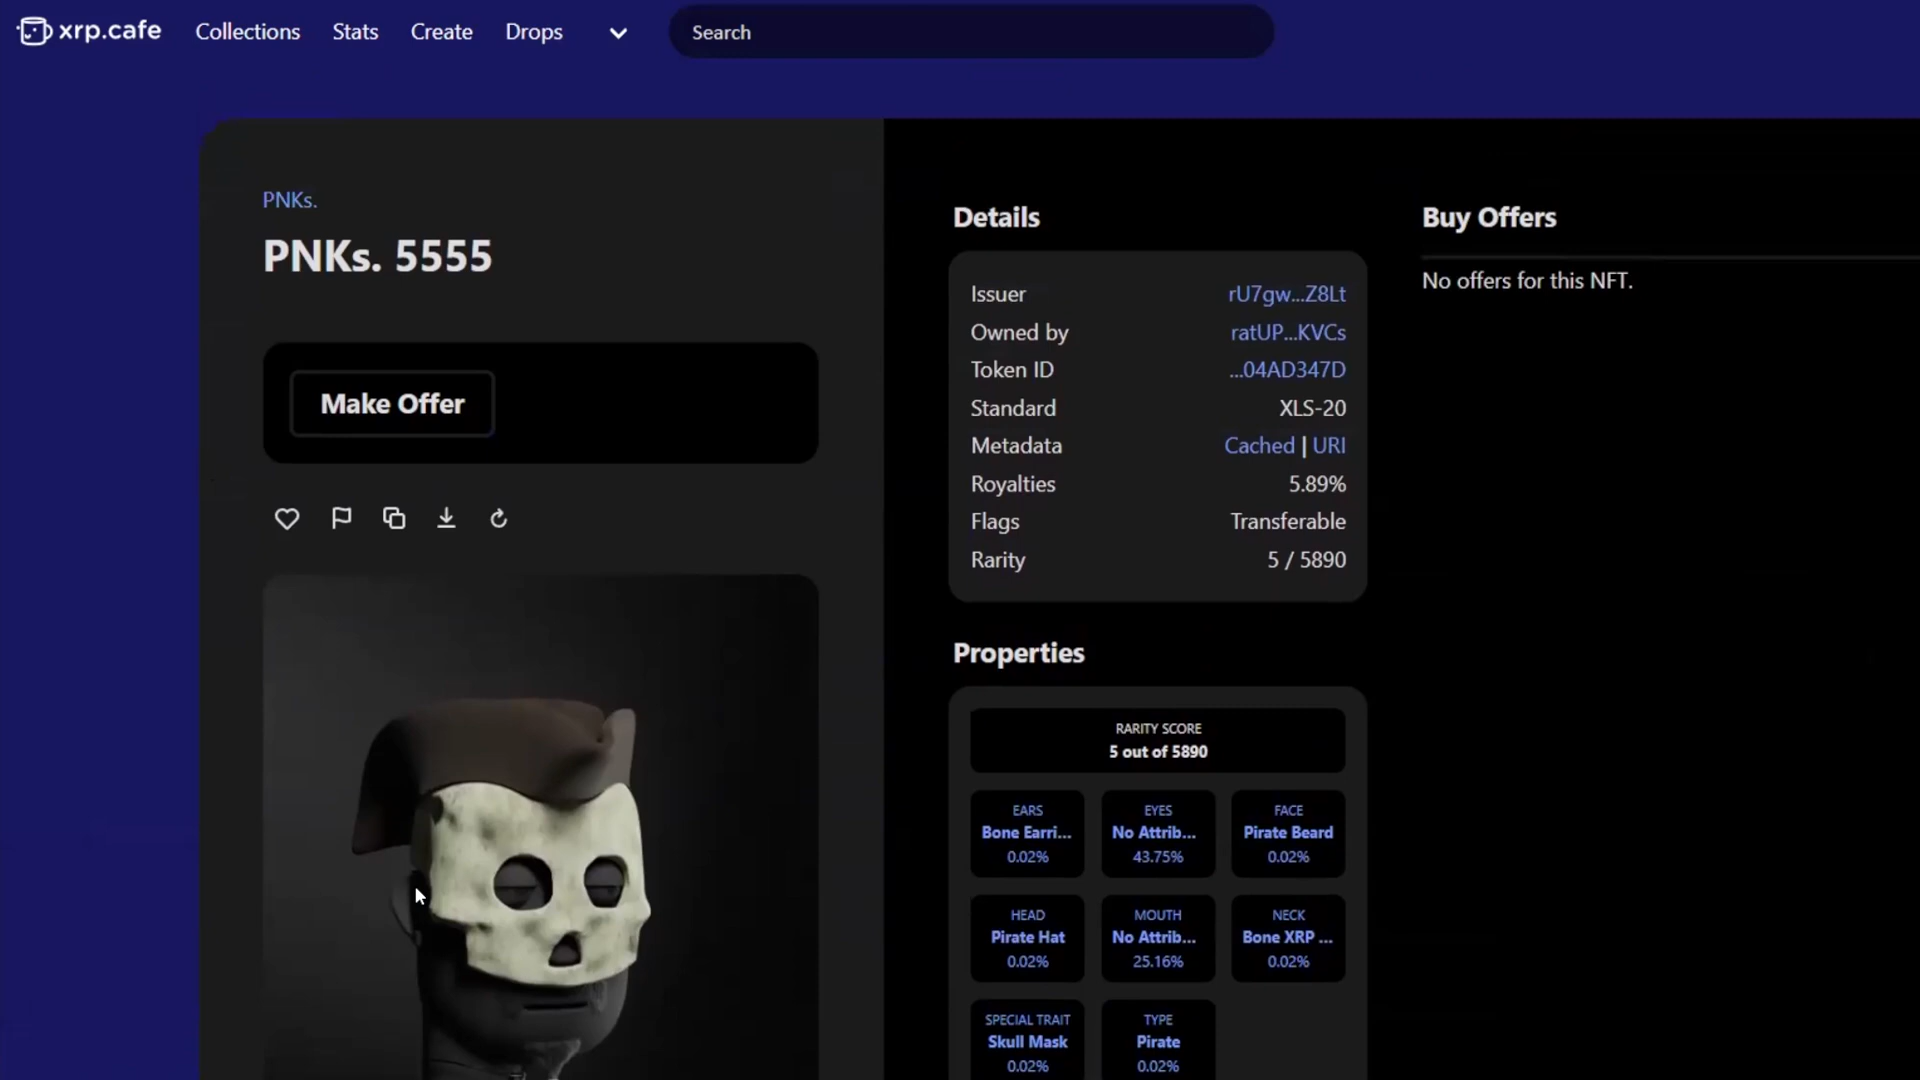 xrp.cafe
Collections
Stats
Create
Drops
Search
PNKs.
PNKs. 5555
Make Offer
Details
Issuer rU7gw...Z8Lt
Owned by ratUP...KVCs
Token ID ...04AD347D
Standard XLS-20
Metadata Cached | URI
Royalties 5.89%
Flags Transferable
Rarity 5 / 5890
Properties
RARITY SCORE
5 out of 5890
EARS
Bone Earri...
0.02%
EYES
No Attrib...
43.75%
FACE
Pirate Beard
0.02%
HEAD
Pirate Hat
0.02%
MOUTH
No Attrib...
25.16%
NECK
Bone XRP ...
0.02%
SPECIAL TRAIT
Skull Mask
0.02%
TYPE
Pirate
0.02%
Buy Offers
No offers for this NFT.